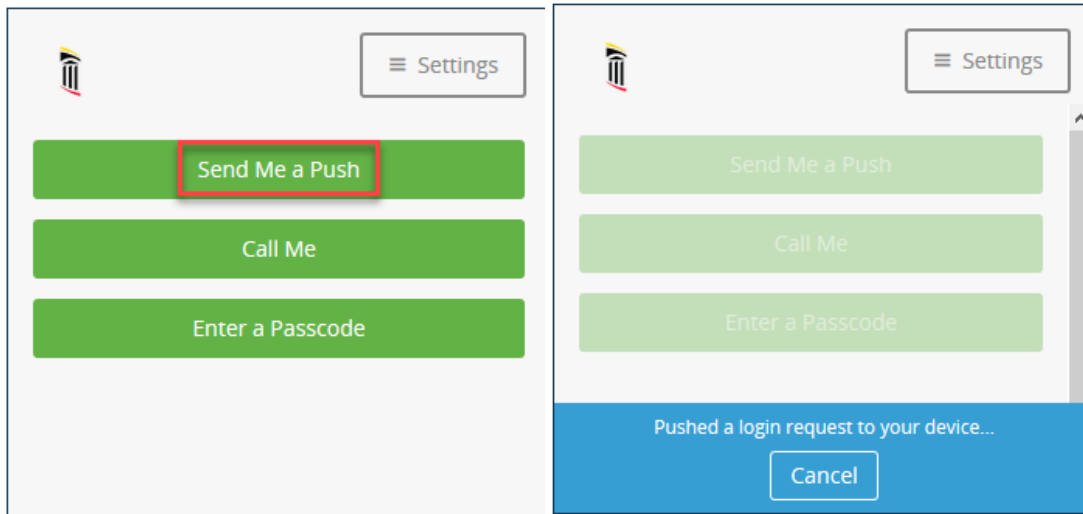 ≡ Settings
Send Me a Push
Call Me
Enter a Passcode
≡ Settings
Send Me a Push
Call Me
Enter a Passcode
Pushed a login request to your device...
Cancel